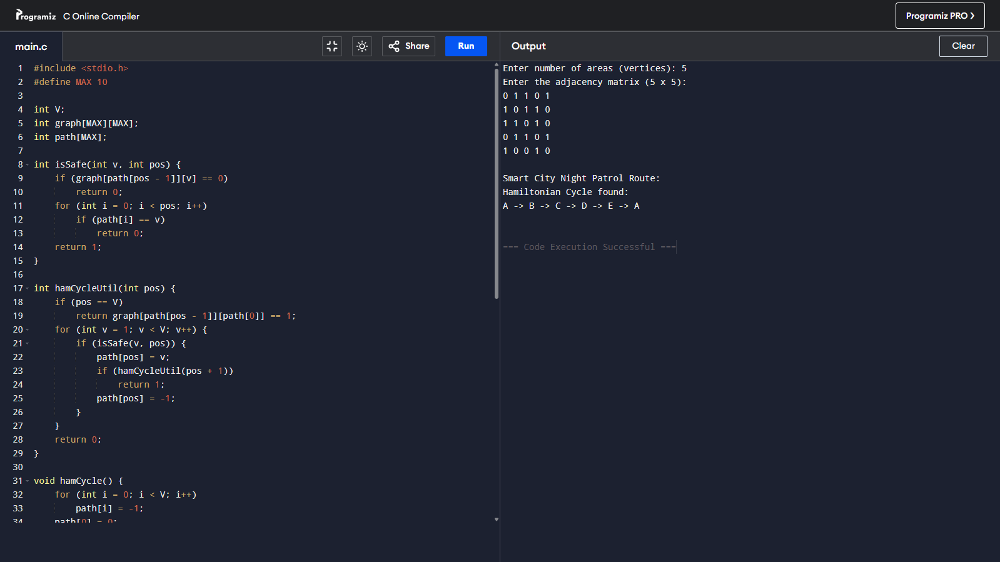 Programiz C Online Compiler
Programiz PRO >
main.c
Share
Run
Output
Clear
1 #include <stdio.h>
2 #define MAX 10
3
4 int V;
5 int graph[MAX][MAX];
6 int path[MAX];
7
8 int isSafe(int v, int pos) {
9     if (graph[path[pos - 1]][v] == 0)
10         return 0;
11     for (int i = 0; i < pos; i++)
12         if (path[i] == v)
13             return 0;
14     return 1;
15 }
16
17 int hamCycleUtil(int pos) {
18     if (pos == V)
19         return graph[path[pos - 1]][path[0]] == 1;
20     for (int v = 1; v < V; v++) {
21         if (isSafe(v, pos)) {
22             path[pos] = v;
23             if (hamCycleUtil(pos + 1))
24                 return 1;
25             path[pos] = -1;
26         }
27     }
28     return 0;
29 }
30
31 void hamCycle() {
32     for (int i = 0; i < V; i++)
33         path[i] = -1;
34     path[0] = 0;
Enter number of areas (vertices): 5
Enter the adjacency matrix (5 x 5):
0 1 1 0 1
1 0 1 1 0
1 1 0 1 0
0 1 1 0 1
1 0 0 1 0
Smart City Night Patrol Route:
Hamiltonian Cycle found:
A -> B -> C -> D -> E -> A
=== Code Execution Successful ===